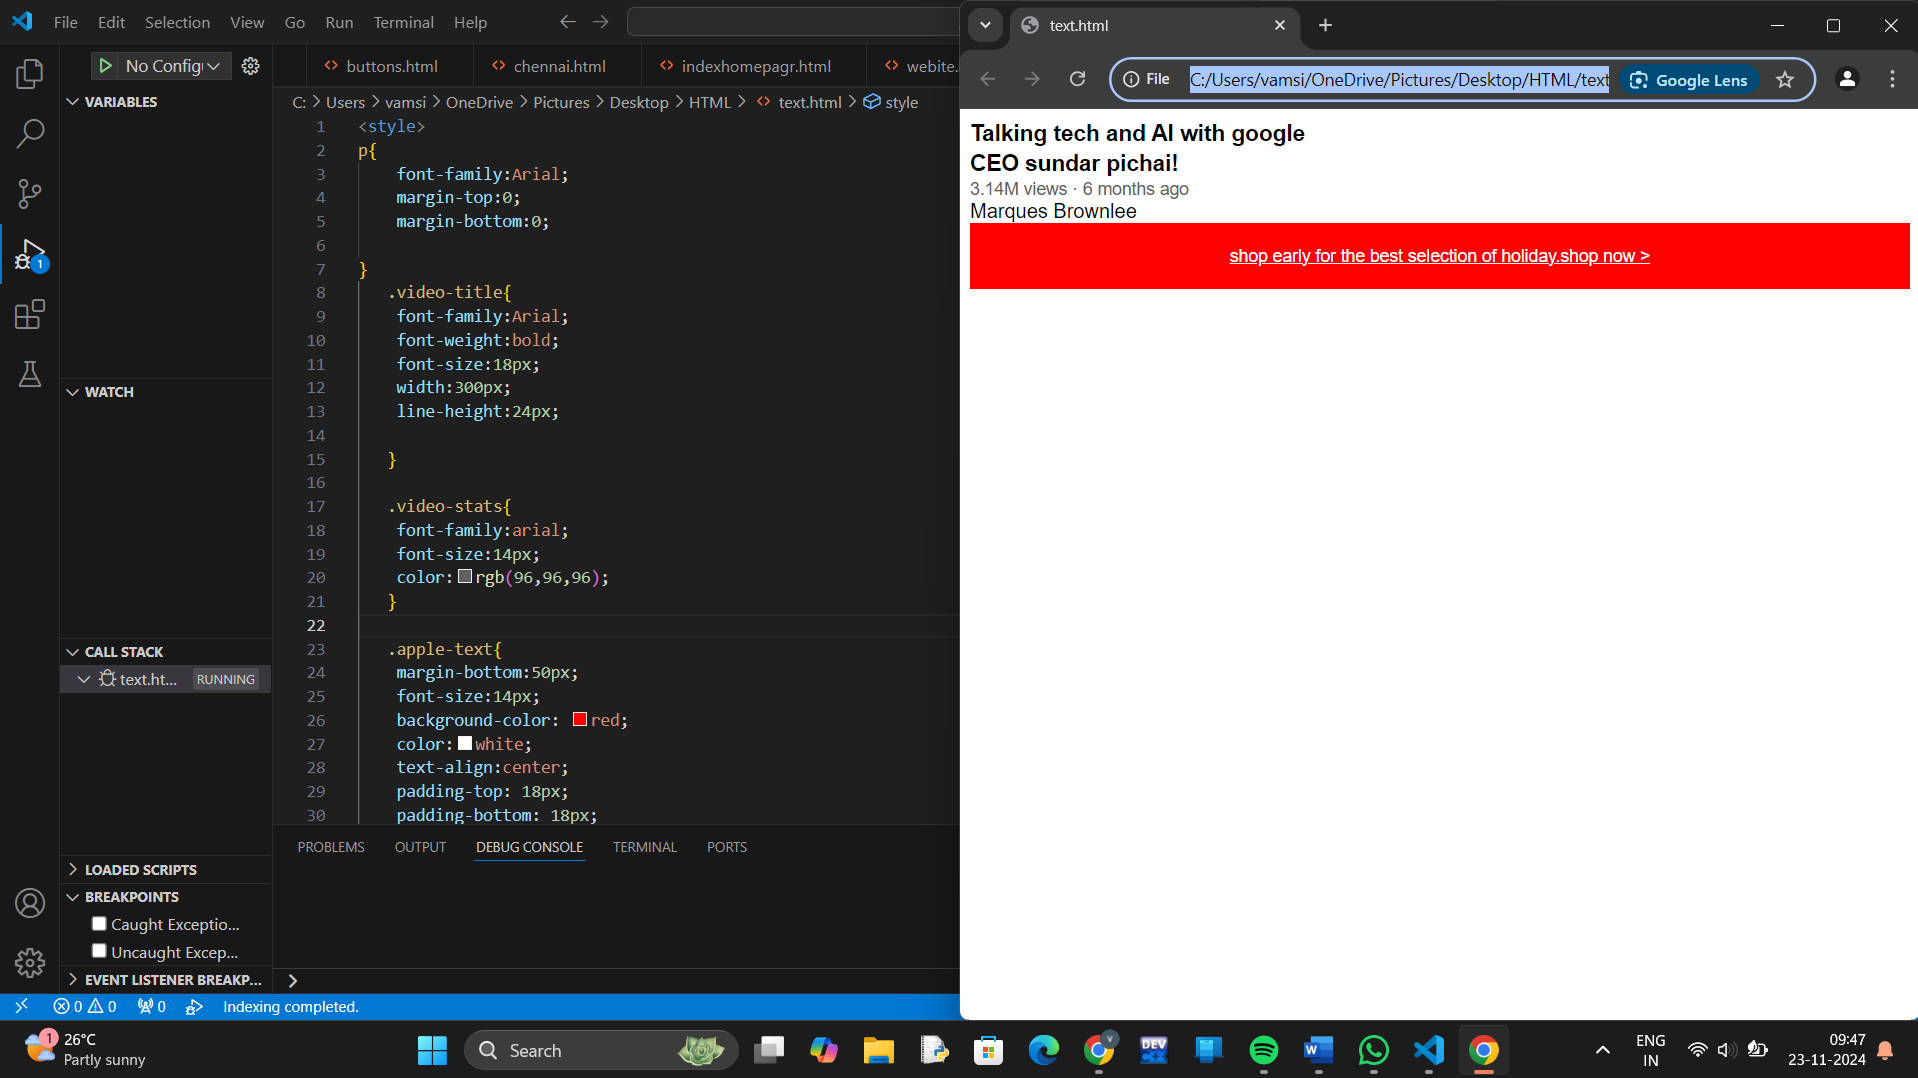 File Edit Selection View Go Run Terminal Help
No Config
VARIABLES
WATCH
CALL STACK
text.ht... RUNNING
LOADED SCRIPTS
BREAKPOINTS
Caught Exceptio...
Uncaught Excep...
EVENT LISTENER BREAKP...
1
buttons.html chennai.html indexhomepagr.html webite.
C: > Users > vamsi > OneDrive > Pictures > Desktop > HTML > <> text.html > style
1 <style>
2 p{
3 font-family:Arial;
4 margin-top:0;
5 margin-bottom:0;
6
7 }
8 .video-title{
9 font-family:Arial;
10 font-weight:bold;
11 font-size:18px;
12 width:300px;
13 line-height:24px;
14
15 }
16
17 .video-stats{
18 font-family:arial;
19 font-size:14px;
20 color:rgb(96,96,96);
21 }
22
23 .apple-text{
24 margin-bottom:50px;
25 font-size:14px;
26 background-color: red;
27 color:white;
28 text-align:center;
29 padding-top: 18px;
30 padding-bottom: 18px;
PROBLEMS OUTPUT DEBUG CONSOLE TERMINAL PORTS
0 0 0 Indexing completed.
text.html
File C:/Users/vamsi/OneDrive/Pictures/Desktop/HTML/text Google Lens
Talking tech and AI with google
CEO sundar pichai!
3.14M views · 6 months ago
Marques Brownlee
shop early for the best selection of holiday.shop now >
1
26°C
Partly sunny
Search
V
DEV
C++
W
ENG
IN
09:47
23-11-2024